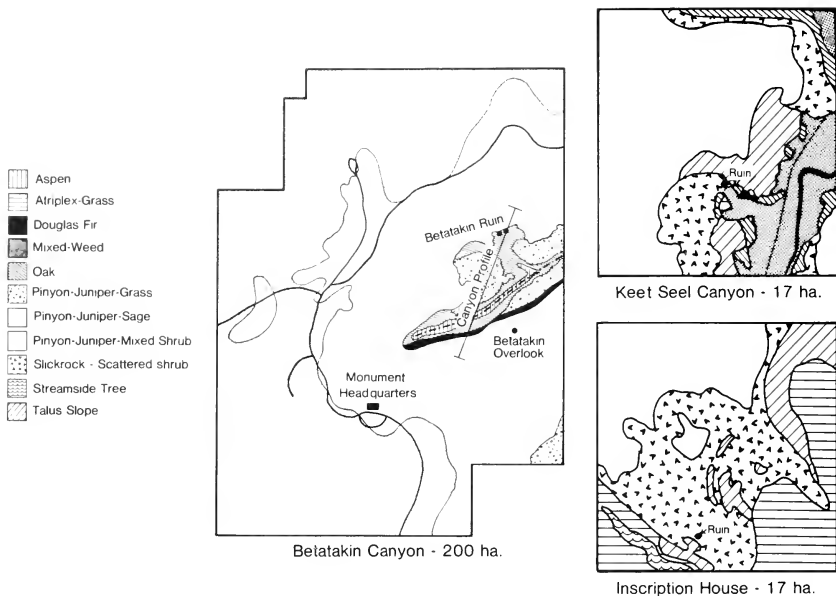 Aspen
Atriplex-Grass
Douglas Fir
Mixed-Weed
Oak
Pinyon-Juniper-Grass
Pinyon-Juniper-Sage
Pinyon-Juniper-Mixed Shrub
Slickrock - Scattered shrub
Streamside Tree
Talus Slope
Betatakin Ruin
Canyon Profile
Betatakin
Overlook
Monument
Headquarters
Betatakin Canyon - 200 ha.
Ruin
Keet Seel Canyon - 17 ha.
Ruin
Inscription House - 17 ha.